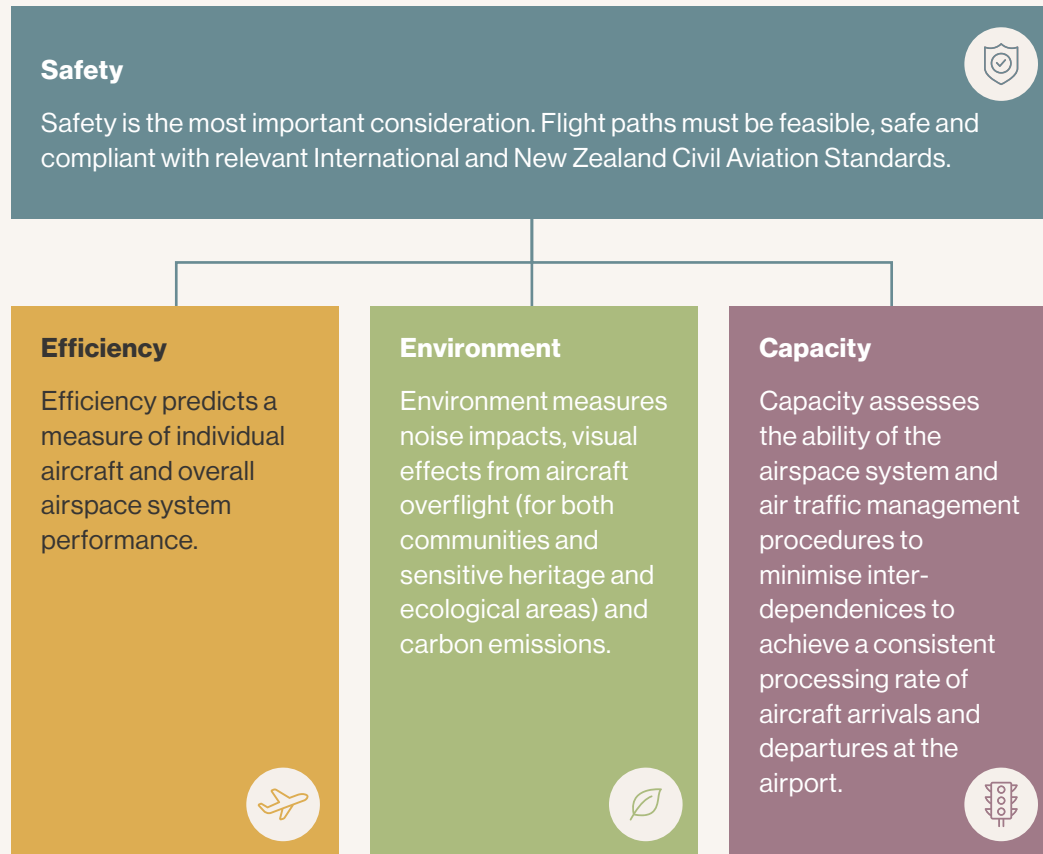 Safety
Safety is the most important consideration. Flight paths must be feasible, safe and
compliant with relevant International and New Zealand Civil Aviation Standards.
Efficiency
Efficiency predicts a
measure of individual
aircraft and overall
airspace system
performance.
Environment
Environment measures
noise impacts, visual
effects from aircraft
overflight (for both
communities and
sensitive heritage and
ecological areas) and
carbon emissions.
Capacity
Capacity assesses
the ability of the
airspace system and
air traffic management
procedures to
minimise inter-
dependenices to
achieve a consistent
processing rate of
aircraft arrivals and
departures at the
airport.